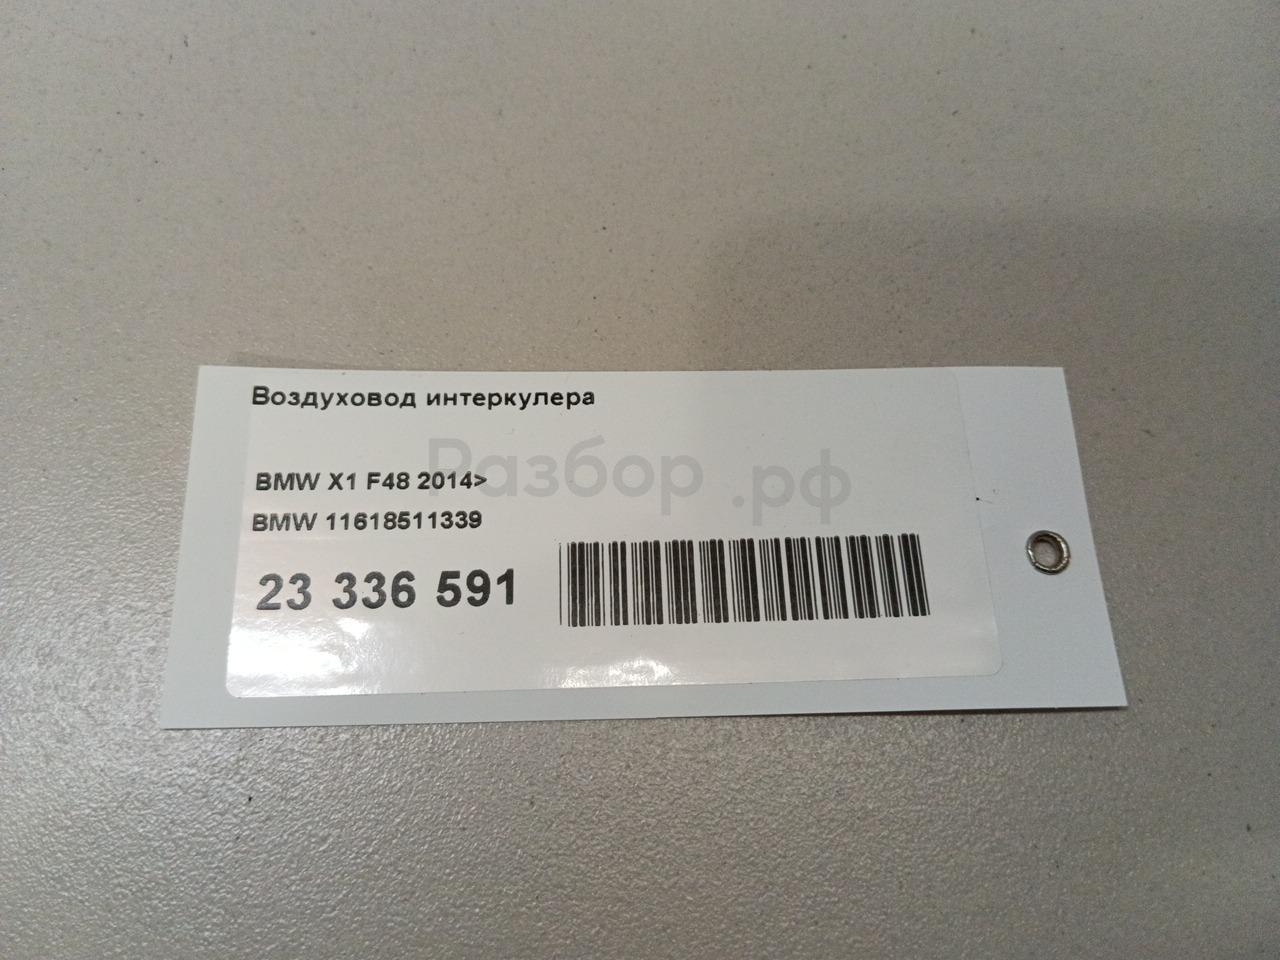 Воздуховод интеркулера
Разбор.рф
BMW X1 F48 2014>
BMW 11618511339
23 336 591